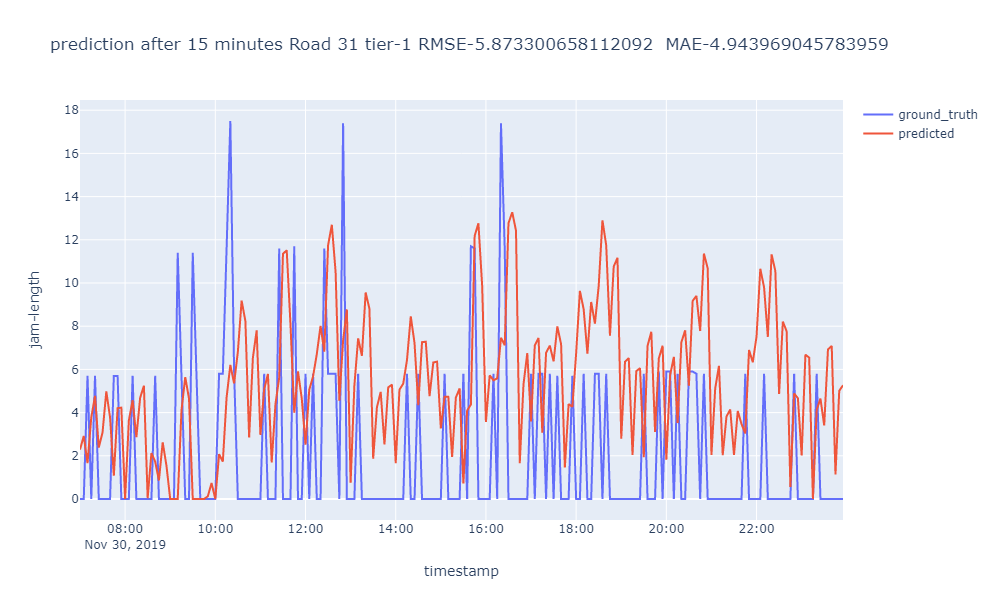 prediction after 15 minutes Road 31 tier-1 RMSE-5.873300658112092  MAE-4.943969045783959
ground_truth
predicted
18
16
14
12
10
8
6
4
2
0
jam-length
08:00 10:00 12:00 14:00 16:00 18:00 20:00 22:00
Nov 30, 2019
timestamp